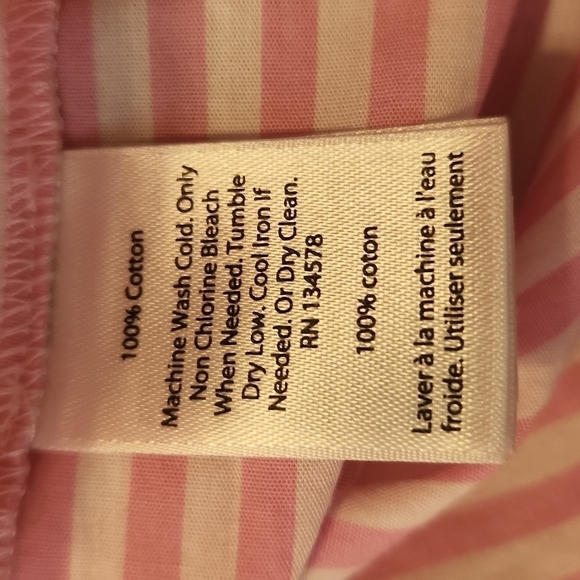 100% Cotton
Machine Wash Cold. Only
Non Chlorine Bleach
When Needed. Tumble
Dry Low. Cool Iron If
Needed. Or Dry Clean.
RN 134578
100% coton
Laver à la machine à l'eau
froide. Utiliser seulement